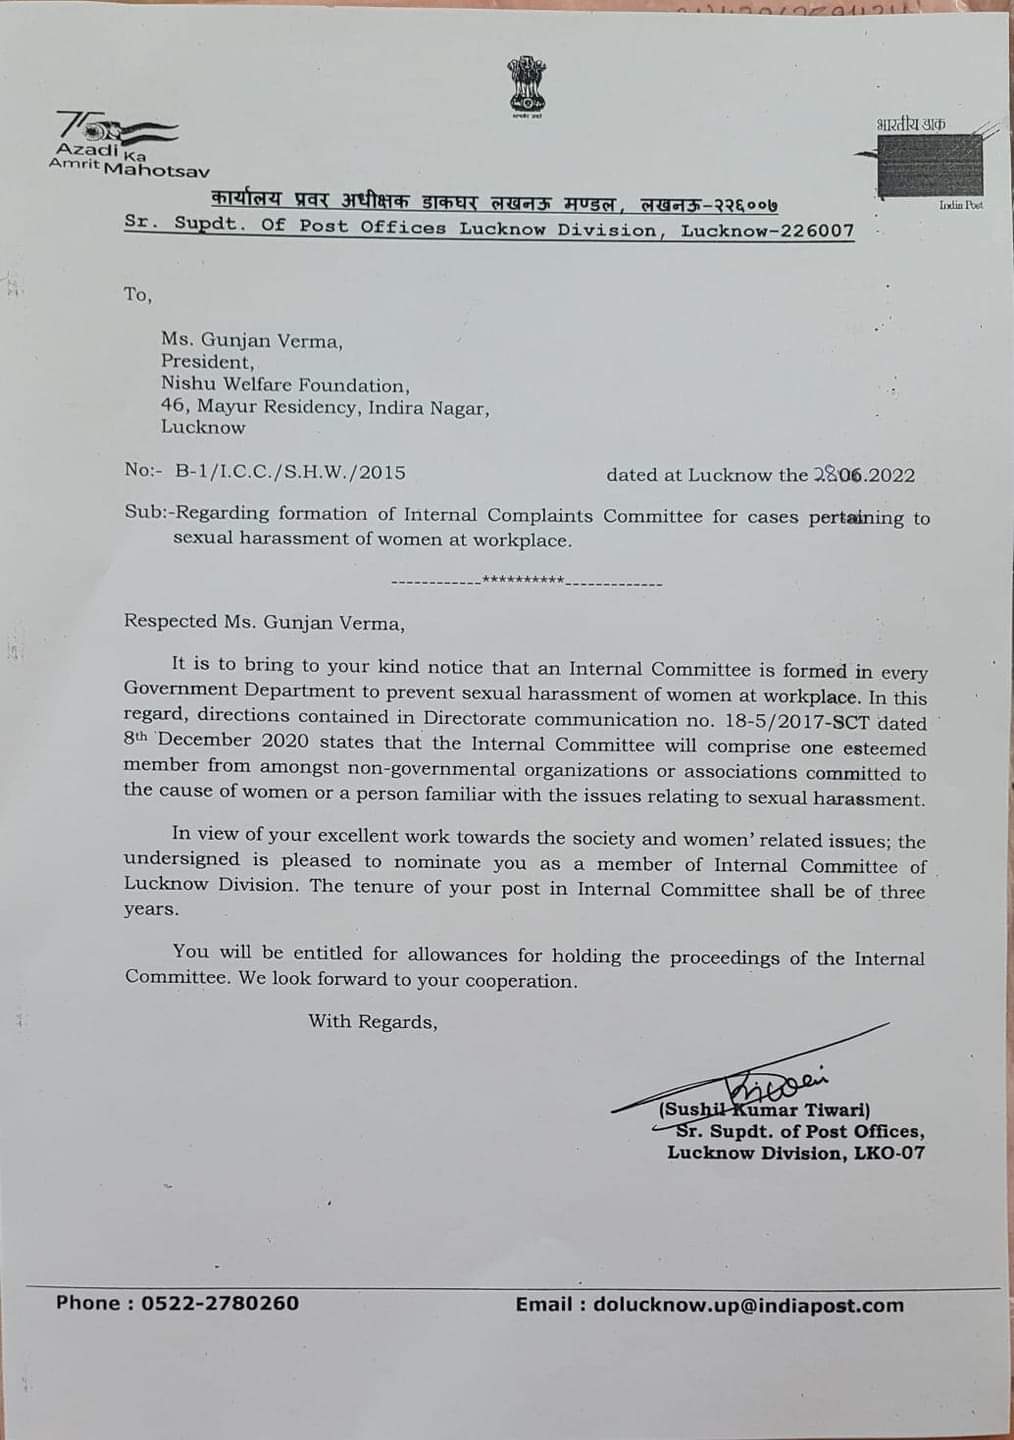 75
Azadi Ka
Amrit Mahotsav
भारतीय डाक
India Post
कार्यालय प्रवर अधीक्षक डाकघर लखनऊ मण्डल, लखनऊ-२२६००७
Sr. Supdt. Of Post Offices Lucknow Division, Lucknow-226007
To,
Ms. Gunjan Verma,
President,
Nishu Welfare Foundation,
46, Mayur Residency, Indira Nagar,
Lucknow
No:- B-1/I.C.C./S.H.W./2015 dated at Lucknow the 28.06.2022
Sub:-Regarding formation of Internal Complaints Committee for cases pertaining to
sexual harassment of women at workplace.
------------**********-------------
Respected Ms. Gunjan Verma,
It is to bring to your kind notice that an Internal Committee is formed in every
Government Department to prevent sexual harassment of women at workplace. In this
regard, directions contained in Directorate communication no. 18-5/2017-SCT dated
8th December 2020 states that the Internal Committee will comprise one esteemed
member from amongst non-governmental organizations or associations committed to
the cause of women or a person familiar with the issues relating to sexual harassment.
In view of your excellent work towards the society and women' related issues; the
undersigned is pleased to nominate you as a member of Internal Committee of
Lucknow Division. The tenure of your post in Internal Committee shall be of three
years.
You will be entitled for allowances for holding the proceedings of the Internal
Committee. We look forward to your cooperation.
With Regards,
(Sushil Kumar Tiwari)
Sr. Supdt. of Post Offices,
Lucknow Division, LKO-07
Phone : 0522-2780260 Email : dolucknow.up@indiapost.com